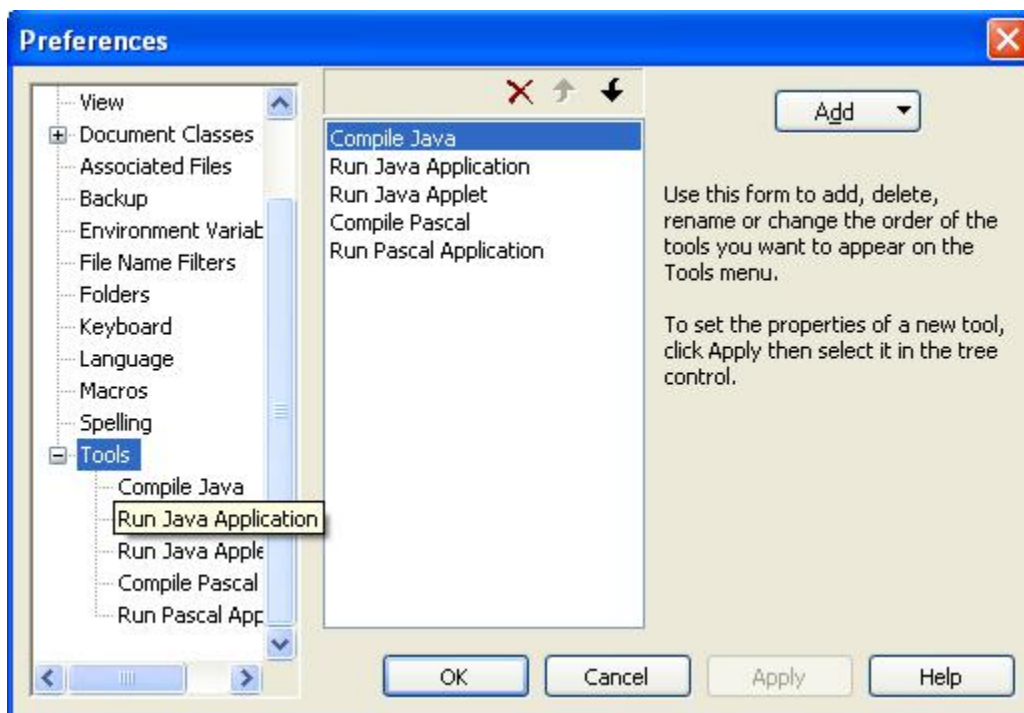 Preferences
View
Document Classes
Associated Files
Backup
Environment Variab
File Name Filters
Folders
Keyboard
Language
Macros
Spelling
Tools
Compile Java
Run Java Application
Run Java Apple
Compile Pascal
Run Pascal App
Compile Java
Run Java Application
Run Java Applet
Compile Pascal
Run Pascal Application
Add
Use this form to add, delete,
rename or change the order of the
tools you want to appear on the
Tools menu.
To set the properties of a new tool,
click Apply then select it in the tree
control.
OK
Cancel
Apply
Help